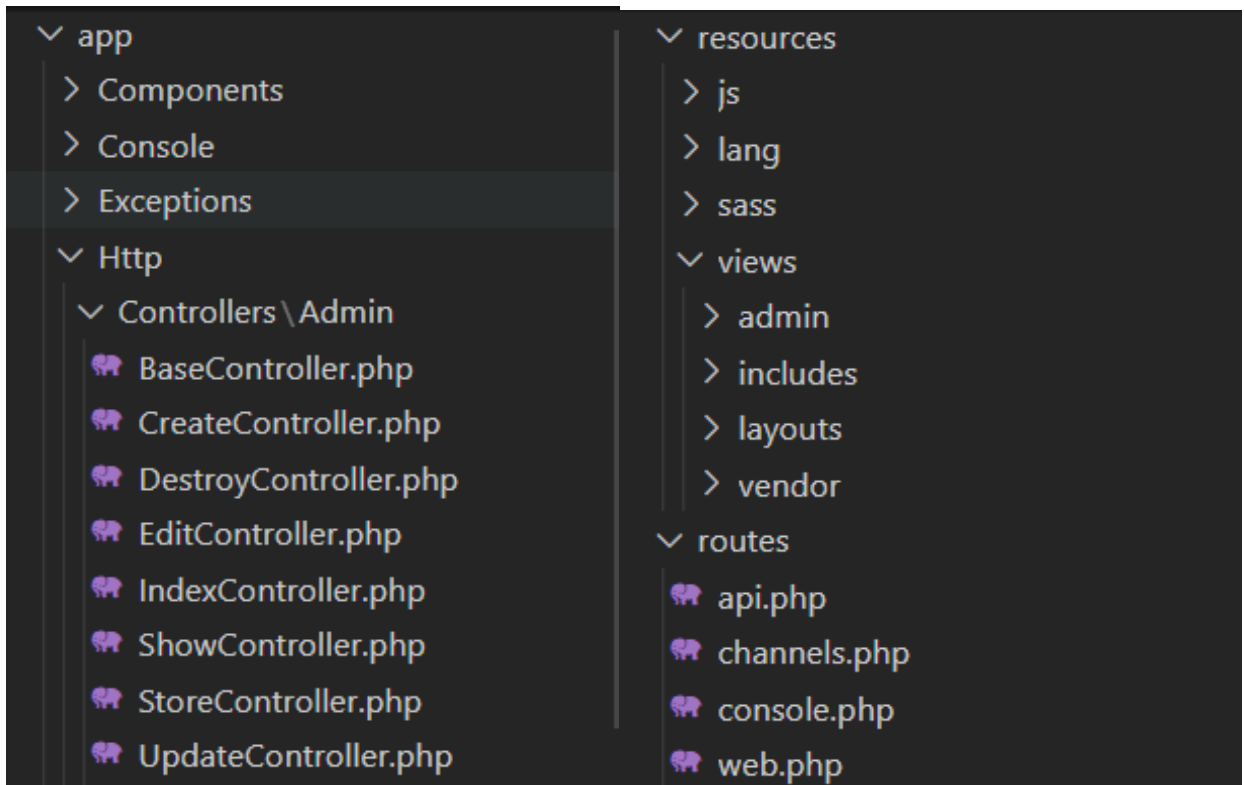 app
Components
Console
Exceptions
Http
Controllers\Admin
BaseController.php
CreateController.php
DestroyController.php
EditController.php
IndexController.php
ShowController.php
StoreController.php
UpdateController.php
resources
js
lang
sass
views
admin
includes
layouts
vendor
routes
api.php
channels.php
console.php
web.php